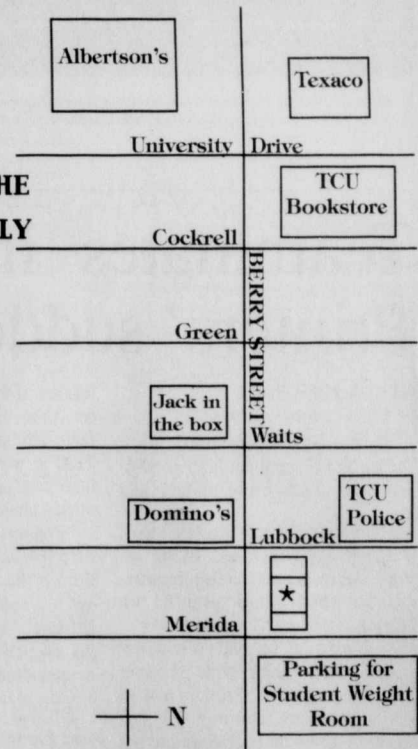 Albertson's
Texaco
University Drive
HE
TCU
Bookstore
LY
Cockrell
BERRY STREET
Green
Jack in
the box
Waits
Domino's
TCU
Police
Lubbock
Merida
Parking for
Student Weight
Room
N